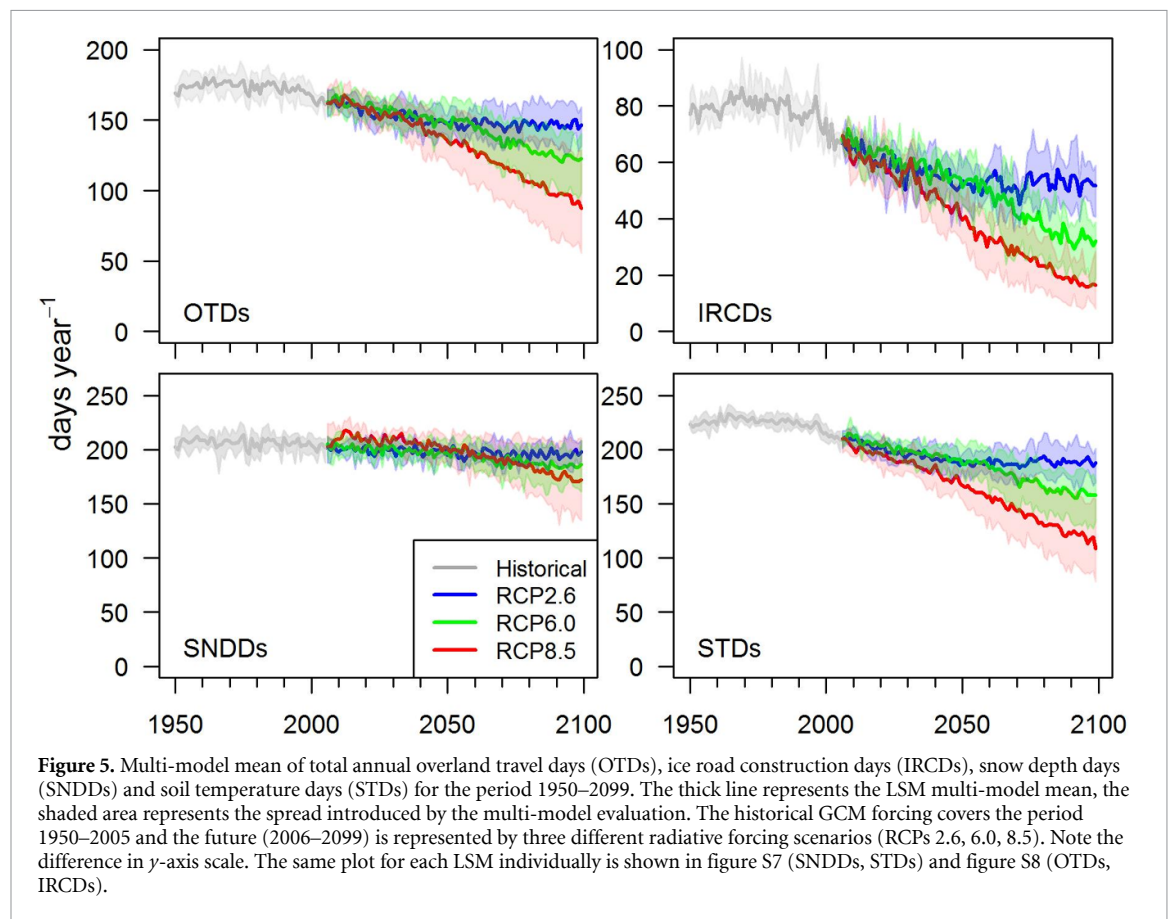 200
150
100
50
0
OTDs
100
80
60
40
20
0
IRCDs
days year−1
250
200
150
100
50
0
SNDDs
Historical
RCP2.6
RCP6.0
RCP8.5
250
200
150
100
50
0
STDs
1950 2000 2050 2100
1950 2000 2050 2100
Figure 5. Multi-model mean of total annual overland travel days (OTDs), ice road construction days (IRCDs), snow depth days
(SNDDs) and soil temperature days (STDs) for the period 1950–2099. The thick line represents the LSM multi-model mean, the
shaded area represents the spread introduced by the multi-model evaluation. The historical GCM forcing covers the period
1950–2005 and the future (2006–2099) is represented by three different radiative forcing scenarios (RCPs 2.6, 6.0, 8.5). Note the
difference in y-axis scale. The same plot for each LSM individually is shown in figure S7 (SNDDs, STDs) and figure S8 (OTDs,
IRCDs).